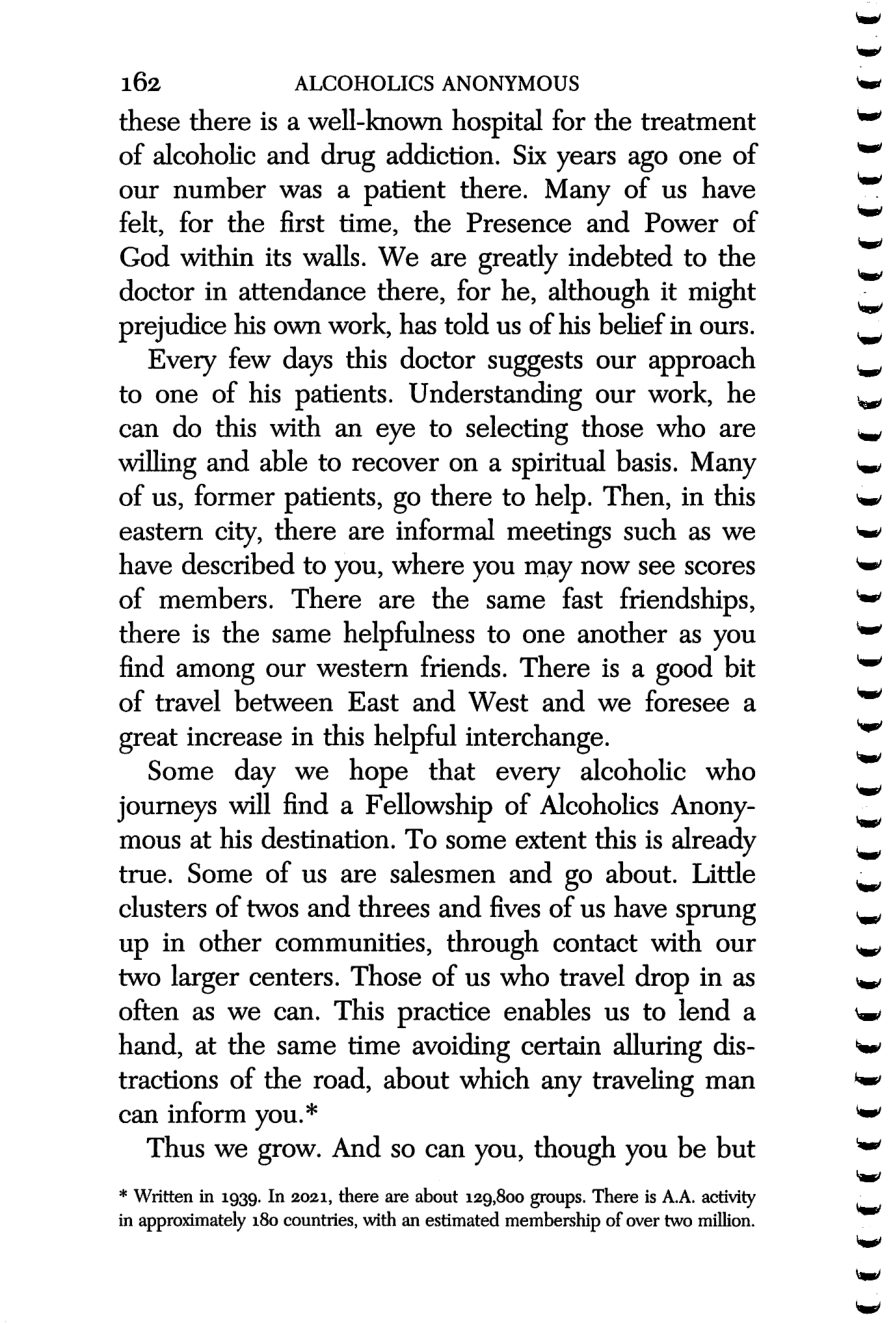 162 ALCOHOLICS ANONYMOUS
these there is a well-known hospital for the treatment
of alcoholic and drug addiction. Six years ago one of
our number was a patient there. Many of us have
felt, for the first time, the Presence and Power of
God within its walls. We are greatly indebted to the
doctor in attendance there, for he, although it might
prejudice his own work, has told us of his belief in ours.
Every few days this doctor suggests our approach
to one of his patients. Understanding our work, he
can do this with an eye to selecting those who are
willing and able to recover on a spiritual basis. Many
of us, former patients, go there to help. Then, in this
eastern city, there are informal meetings such as we
have described to you, where you may now see scores
of members. There are the same fast friendships,
there is the same helpfulness to one another as you
find among our western friends. There is a good bit
of travel between East and West and we foresee a
great increase in this helpful interchange.
Some day we hope that every alcoholic who
journeys will find a Fellowship of Alcoholics Anony-
mous at his destination. To some extent this is already
true. Some of us are salesmen and go about. Little
clusters of twos and threes and fives of us have sprung
up in other communities, through contact with our
two larger centers. Those of us who travel drop in as
often as we can. This practice enables us to lend a
hand, at the same time avoiding certain alluring dis-
tractions of the road, about which any traveling man
can inform you.*
Thus we grow. And so can you, though you be but
* Written in 1939. In 2021, there are about 129,800 groups. There is A.A. activity
in approximately 180 countries, with an estimated membership of over two million.